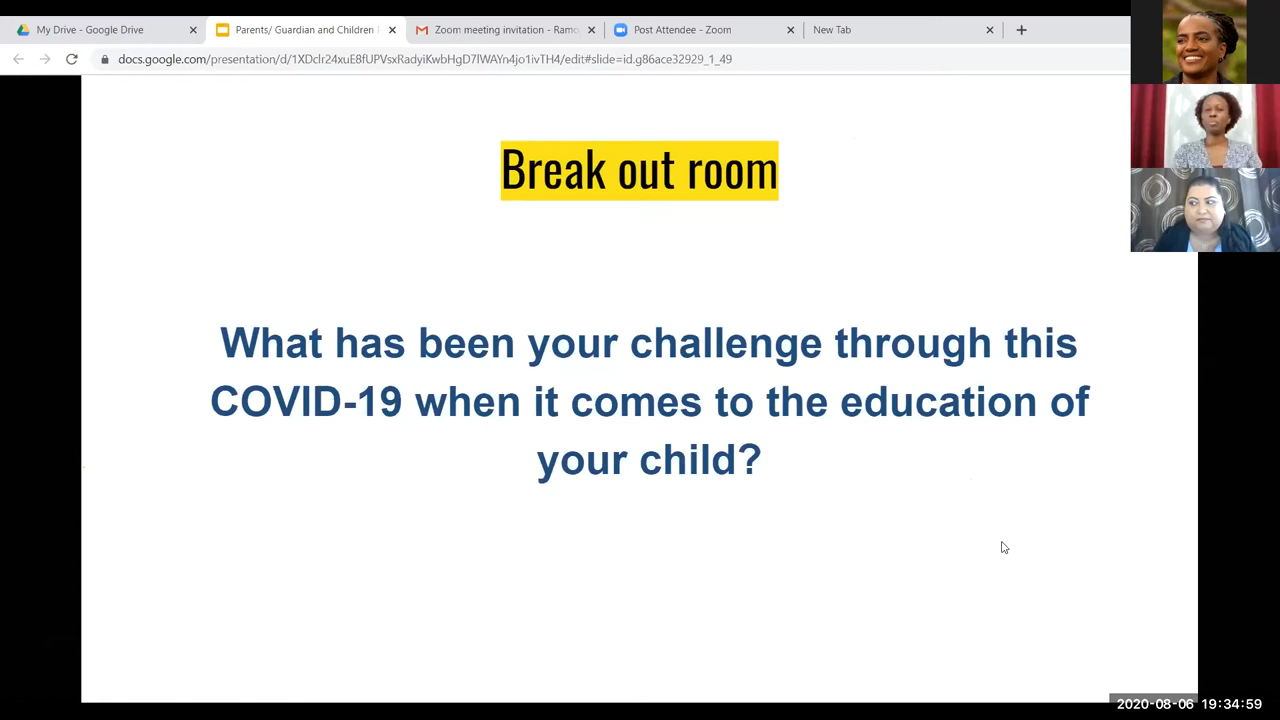 My Drive - Google Drive
Parents/ Guardian and Children
Zoom meeting invitation - Ramo
Post Attendee - Zoom
New Tab
docs.google.com/presentation/d/1XDclr24xuE8fUPVsxRadyiKwbHgD7lWAYn4jo1ivTH4/edit#slide=id.g86ace32929_1_49
Break out room
What has been your challenge through this
COVID-19 when it comes to the education of
your child?
2020-08-06 19:34:59